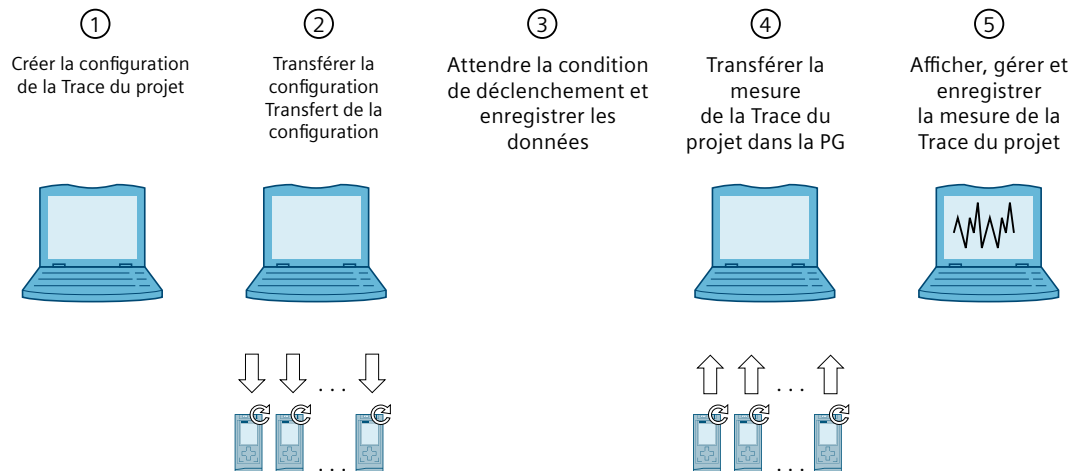 1
Créer la configuration
de la Trace du projet
2
Transférer la
configuration
Transfert de la
configuration
3
Attendre la condition
de déclenchement et
enregistrer les
données
4
Transférer la
mesure
de la Trace du
projet dans la PG
5
Afficher, gérer et
enregistrer
la mesure de la
Trace du projet
. . .
. . .
. . .
. . .